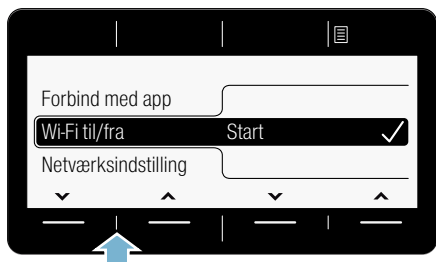 Forbind med app
Wi-Fi til/fra Start
Netværksindstilling